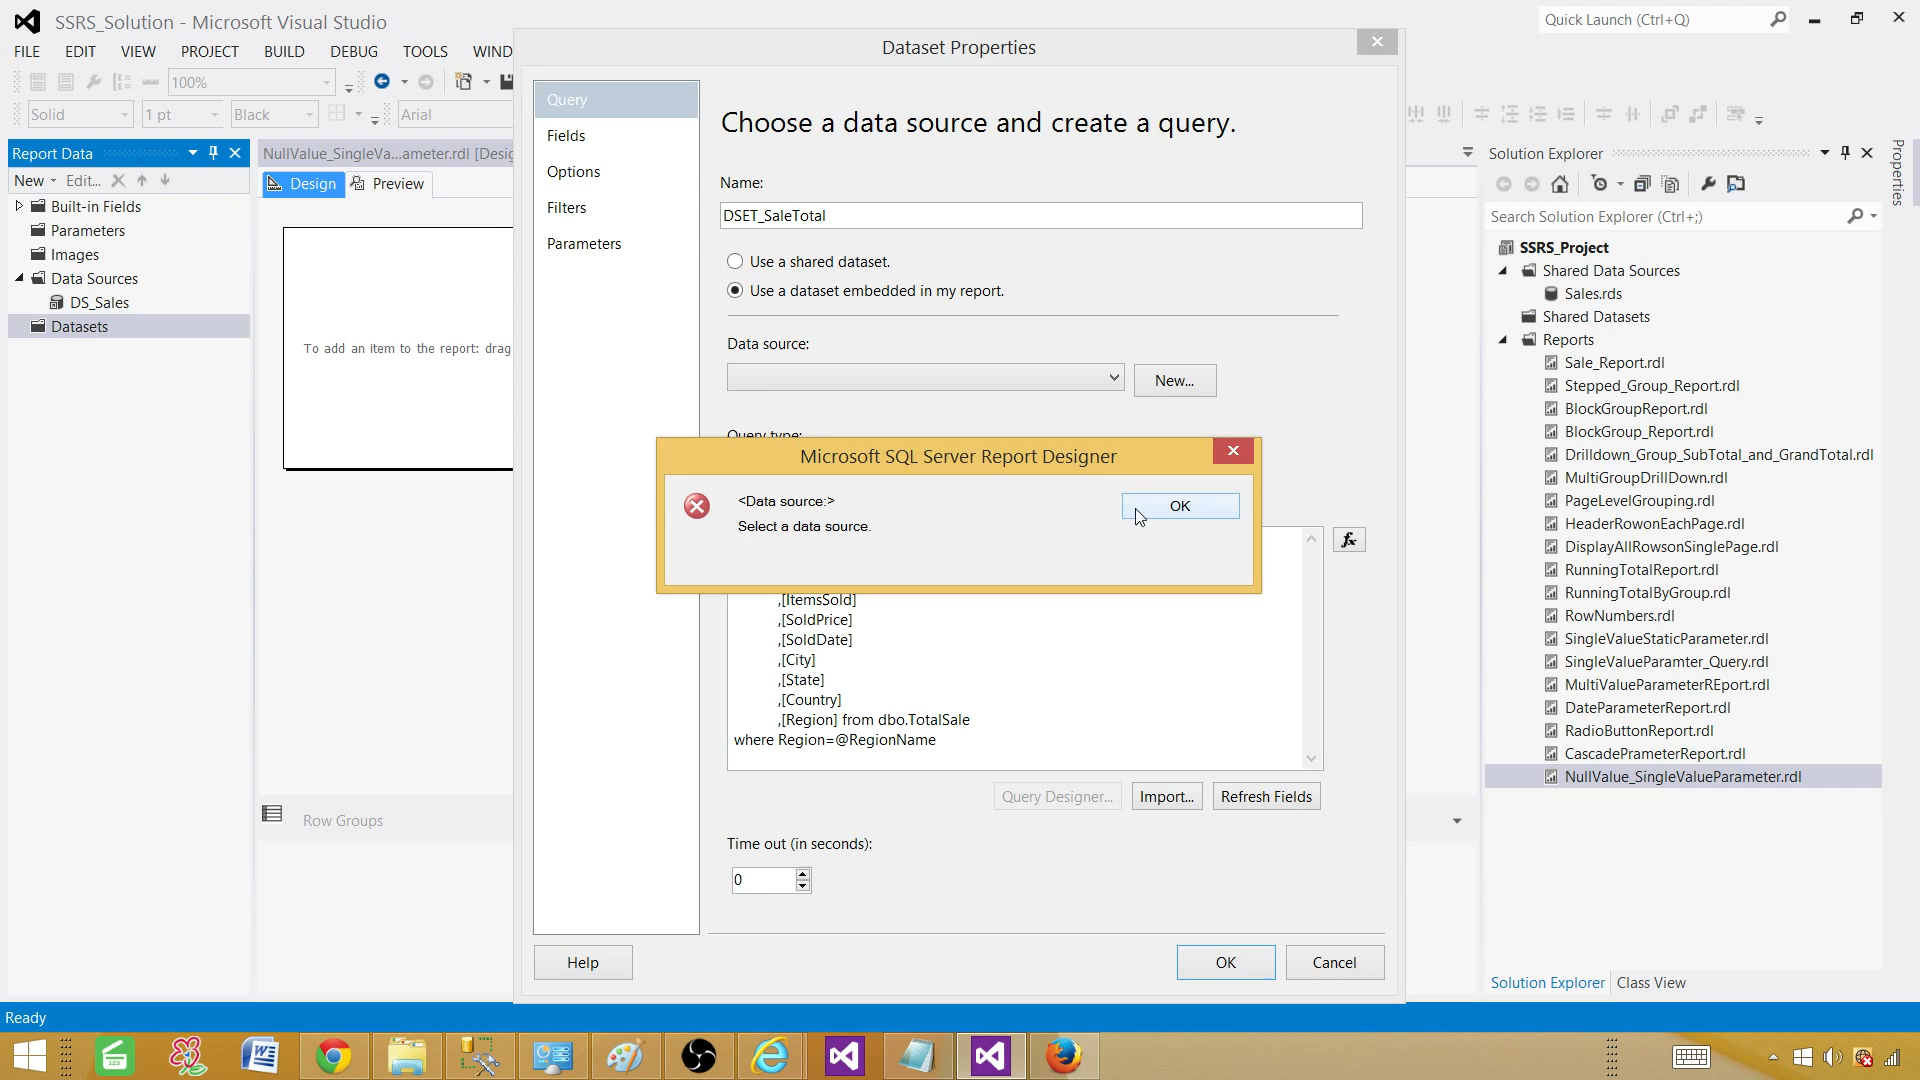 SSRS_Solution - Microsoft Visual Studio
Quick Launch (Ctrl+Q)
FILE EDIT VIEW PROJECT BUILD DEBUG TOOLS WIND
100%
Solid 1 pt Black Arial
Report Data
New Edit...
Built-in Fields
Parameters
Images
Data Sources
DS_Sales
Datasets
NullValue_SingleVa...ameter.rdl [Desig
Design Preview
To add an item to the report: drag
Row Groups
Dataset Properties
Query
Fields
Options
Filters
Parameters
Choose a data source and create a query.
Name:
DSET_SaleTotal
Use a shared dataset.
Use a dataset embedded in my report.
Data source:
New...
Query type:
Microsoft SQL Server Report Designer
<Data source:>
Select a data source.
OK
fx
,[ItemsSold]
,[SoldPrice]
,[SoldDate]
,[City]
,[State]
,[Country]
,[Region] from dbo.TotalSale
where Region=@RegionName
Query Designer... Import... Refresh Fields
Time out (in seconds):
0
Help OK Cancel
Solution Explorer
Search Solution Explorer (Ctrl+;)
SSRS_Project
Shared Data Sources
Sales.rds
Shared Datasets
Reports
Sale_Report.rdl
Stepped_Group_Report.rdl
BlockGroupReport.rdl
BlockGroup_Report.rdl
Drilldown_Group_SubTotal_and_GrandTotal.rdl
MultiGroupDrillDown.rdl
PageLevelGrouping.rdl
HeaderRowonEachPage.rdl
DisplayAllRowsonSinglePage.rdl
RunningTotalReport.rdl
RunningTotalByGroup.rdl
RowNumbers.rdl
SingleValueStaticParameter.rdl
SingleValueParamter_Query.rdl
MultiValueParameterREport.rdl
DateParameterReport.rdl
RadioButtonReport.rdl
CascadePrameterReport.rdl
NullValue_SingleValueParameter.rdl
Solution Explorer Class View
Properties
Ready